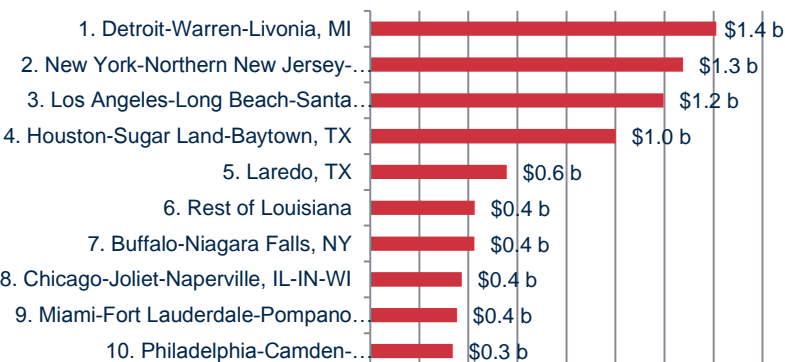 1. Detroit-Warren-Livonia, MI $1.4 b
2. New York-Northern New Jersey-... $1.3 b
3. Los Angeles-Long Beach-Santa... $1.2 b
4. Houston-Sugar Land-Baytown, TX $1.0 b
5. Laredo, TX $0.6 b
6. Rest of Louisiana $0.4 b
7. Buffalo-Niagara Falls, NY $0.4 b
8. Chicago-Joliet-Naperville, IL-IN-WI $0.4 b
9. Miami-Fort Lauderdale-Pompano... $0.4 b
10. Philadelphia-Camden-... $0.3 b